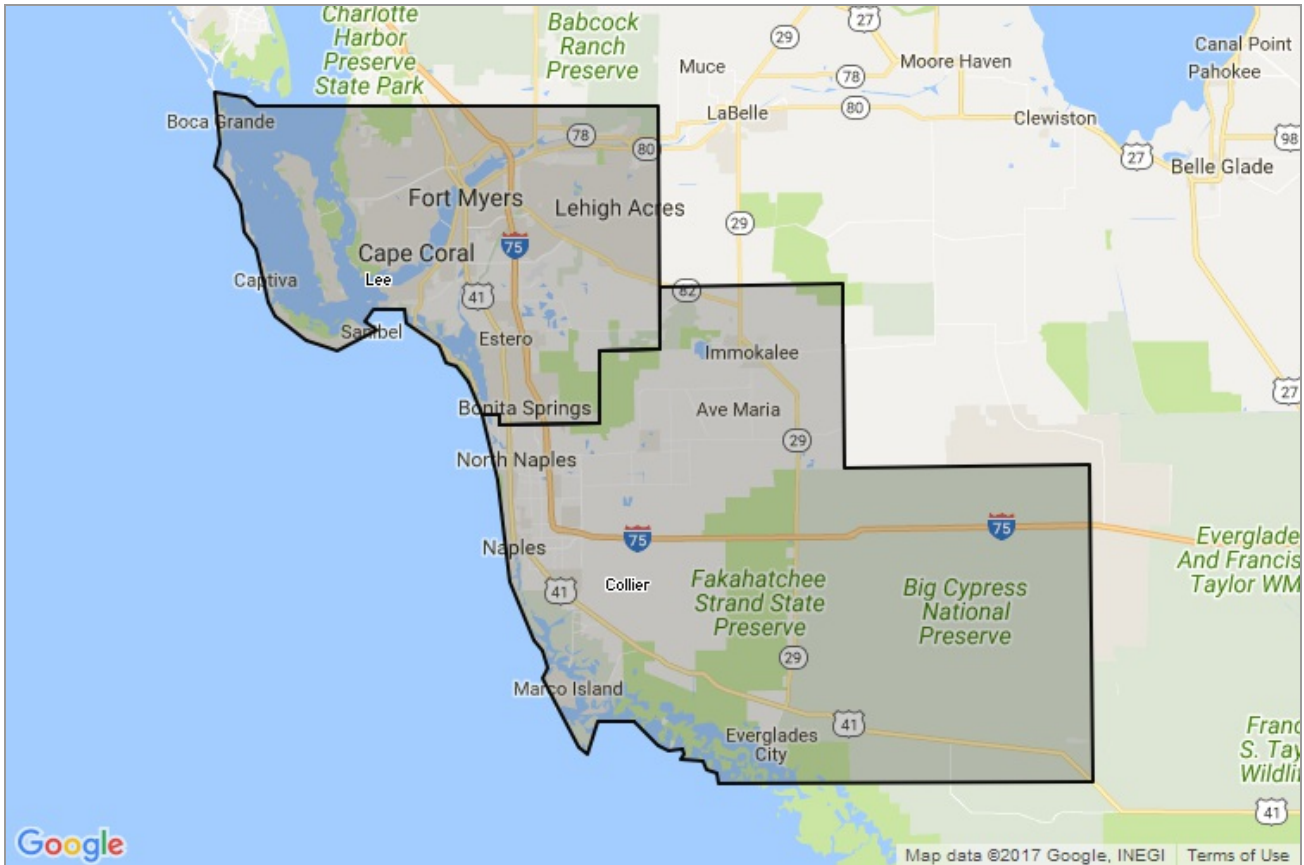 Charlotte
Harbor
Preserve
State Park
Babcock
Ranch
Preserve
27
29
Canal Point
Pahokee
Muce
78
Moore Haven
Boca Grande
LaBelle
80
Clewiston
98
78
80
27
Belle Glade
Fort Myers
Lehigh Acres
29
75
Cape Coral
Captiva
Lee
41
82
Sanibel
Estero
Immokalee
27
Bonita Springs
Ave Maria
29
North Naples
75
75
Naples
Everglade
And Francis
Taylor WM
41
Collier
Fakahatchee
Strand State
Preserve
Big Cypress
National
Preserve
29
Marco Island
41
Everglades
City
Franc
S. Tay
Wildli
41
Google
Map data ©2017 Google, INEGI
Terms of Use